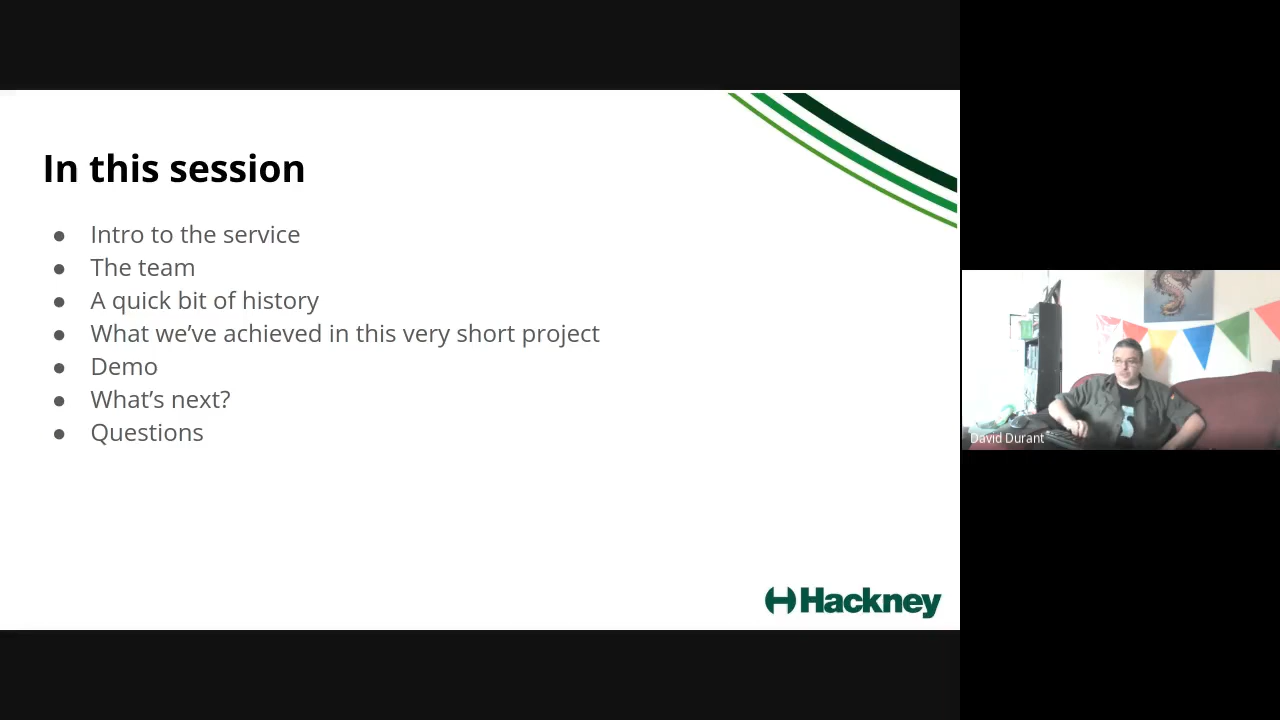 In this session
● Intro to the service
● The team
● A quick bit of history
● What we’ve achieved in this very short project
● Demo
● What’s next?
● Questions
Hackney
David Durant